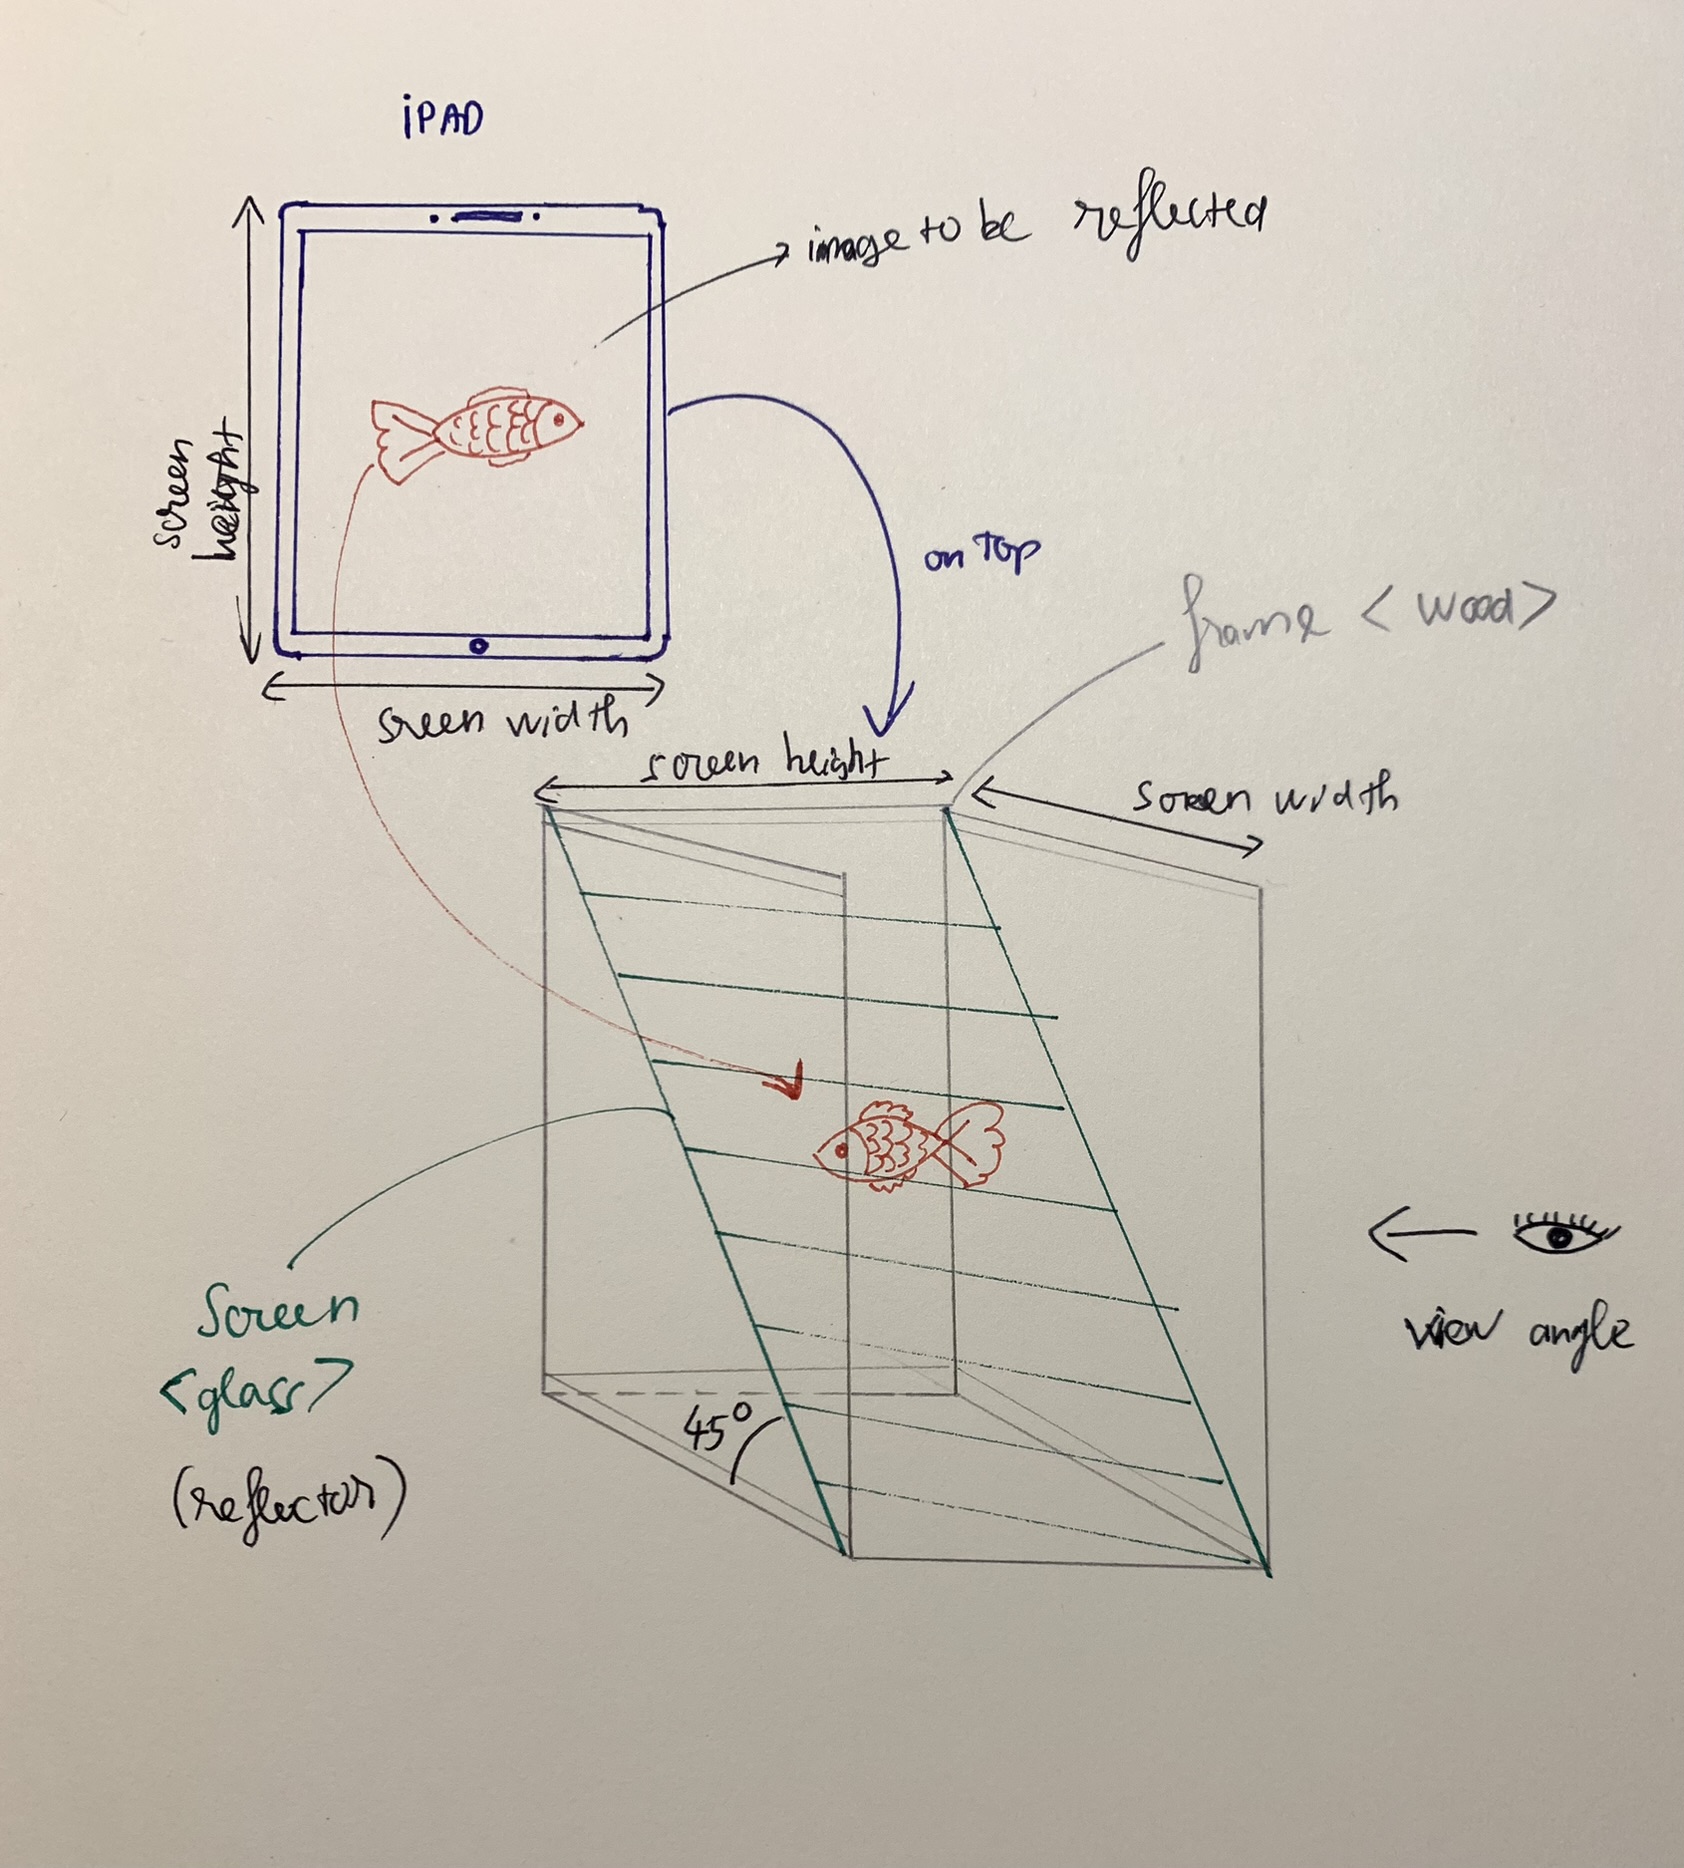 iPAD
image to be reflected
screen
height
sreen width
on top
frame <wood>
screen height
screen width
Screen
<glass>
(reflector)
45°
view angle